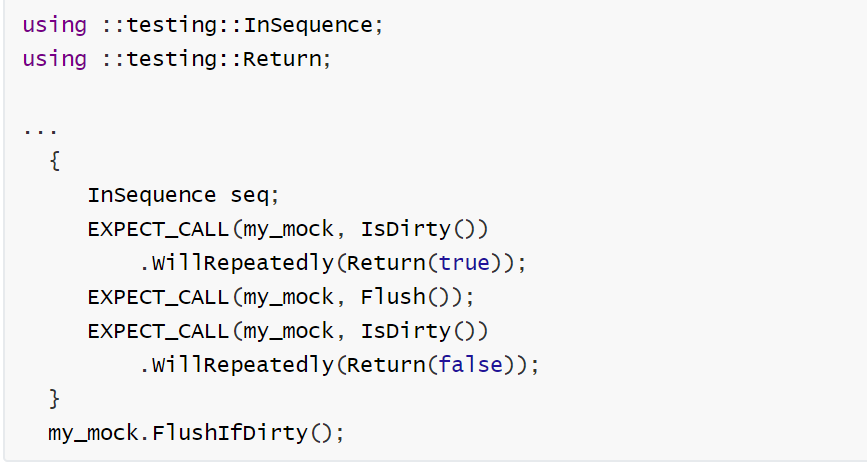 using ::testing::InSequence;
using ::testing::Return;
...
{
InSequence seq;
EXPECT_CALL(my_mock, IsDirty())
.WillRepeatedly(Return(true));
EXPECT_CALL(my_mock, Flush());
EXPECT_CALL(my_mock, IsDirty())
.WillRepeatedly(Return(false));
}
my_mock.FlushIfDirty();